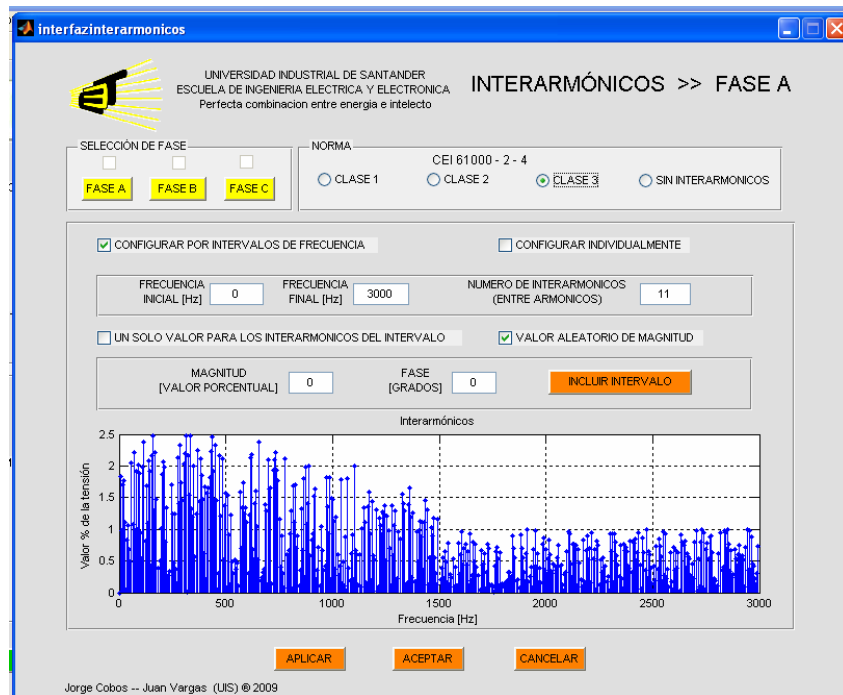 interfazinterarmonicos
UNIVERSIDAD INDUSTRIAL DE SANTANDER
ESCUELA DE INGENIERIA ELECTRICA Y ELECTRONICA
Perfecta combinacion entre energia e intelecto
INTERARMÓNICOS >> FASE A
SELECCIÓN DE FASE
FASE A
FASE B
FASE C
NORMA
CEI 61000 - 2 - 4
CLASE 1
CLASE 2
CLASE 3
SIN INTERARMONICOS
CONFIGURAR POR INTERVALOS DE FRECUENCIA
CONFIGURAR INDIVIDUALMENTE
FRECUENCIA
INICIAL [Hz]
0
FRECUENCIA
FINAL [Hz]
3000
NUMERO DE INTERARMONICOS
(ENTRE ARMONICOS)
11
UN SOLO VALOR PARA LOS INTERARMONICOS DEL INTERVALO
VALOR ALEATORIO DE MAGNITUD
MAGNITUD
[VALOR PORCENTUAL]
0
FASE
[GRADOS]
0
INCLUIR INTERVALO
Interarmónicos
Valor % de la tensión
2.5
2
1.5
1
0.5
0
0
500
1000
1500
2000
2500
3000
Frecuencia [Hz]
APLICAR
ACEPTAR
CANCELAR
Jorge Cobos -- Juan Vargas (UIS) ® 2009